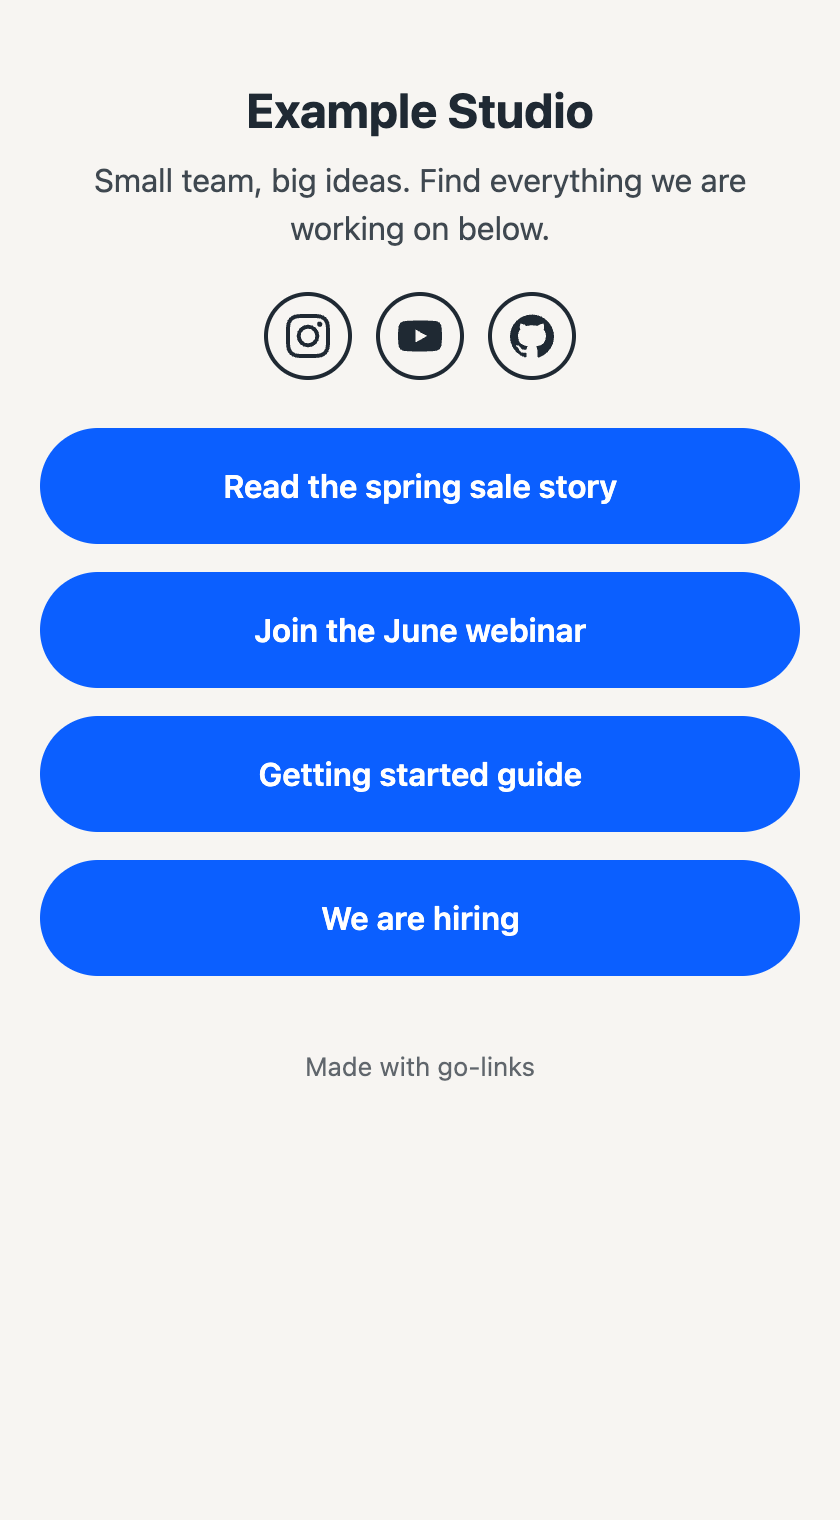 Example Studio
Small team, big ideas. Find everything we are
working on below.
Read the spring sale story
Join the June webinar
Getting started guide
We are hiring
Made with go-links